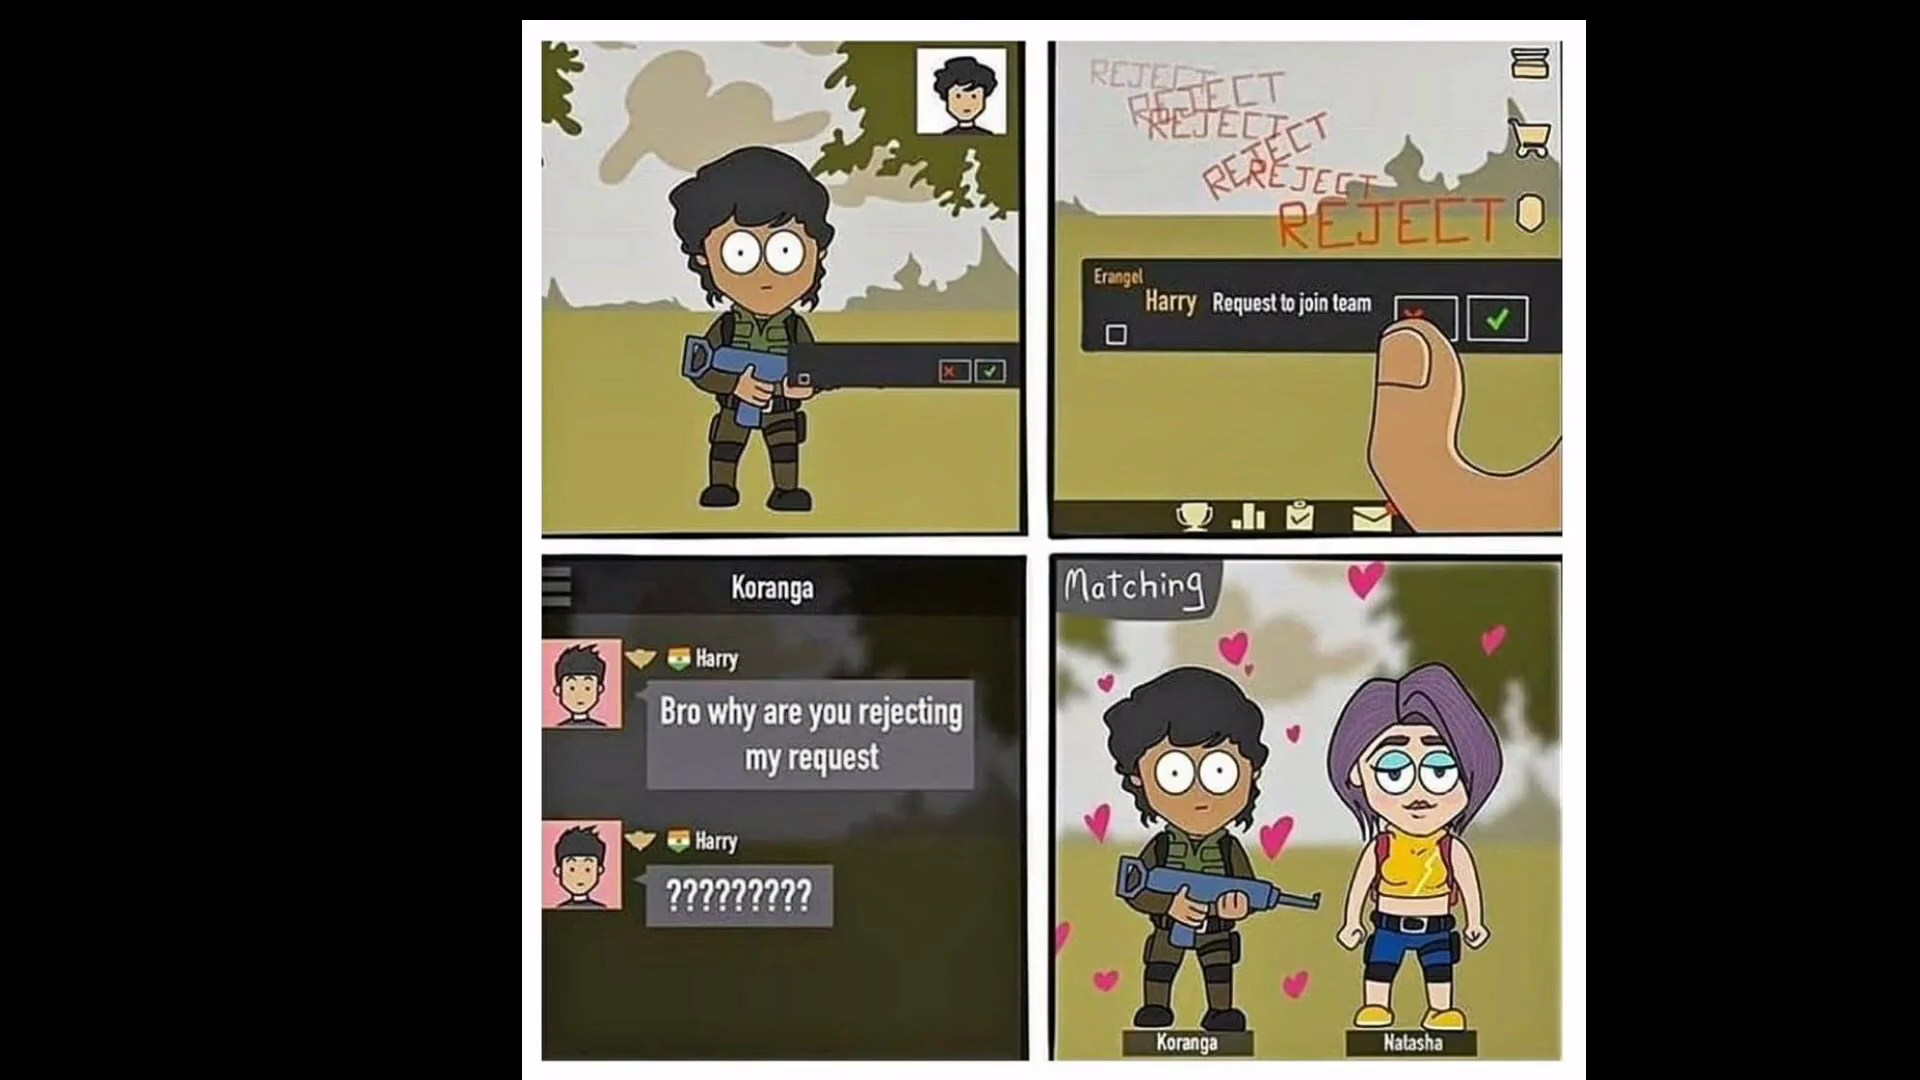 REJECT
REJECT
REJECT
REJECT
REJECT
REJECT
Erangel
Harry Request to join team
Koranga
Harry
Bro why are you rejecting
my request
Harry
?????????
Matching
Koranga
Natasha